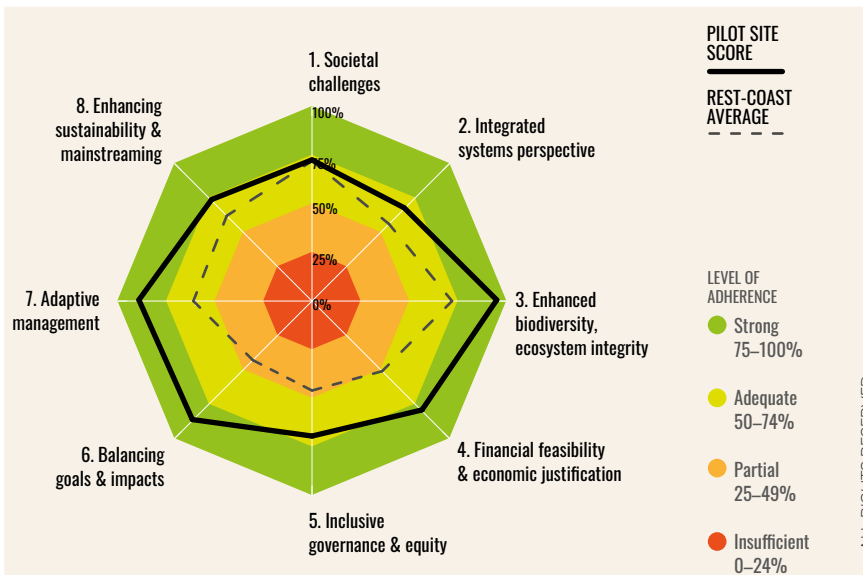 1. Societal
challenges
2. Integrated
systems perspective
3. Enhanced
biodiversity,
ecosystem integrity
4. Financial feasibility
& economic justification
5. Inclusive
governance & equity
6. Balancing
goals & impacts
7. Adaptive
management
8. Enhancing
sustainability &
mainstreaming
100%
75%
50%
25%
0%
PILOT SITE
SCORE
REST-COAST
AVERAGE
LEVEL OF
ADHERENCE
Strong
75–100%
Adequate
50–74%
Partial
25–49%
Insufficient
0–24%